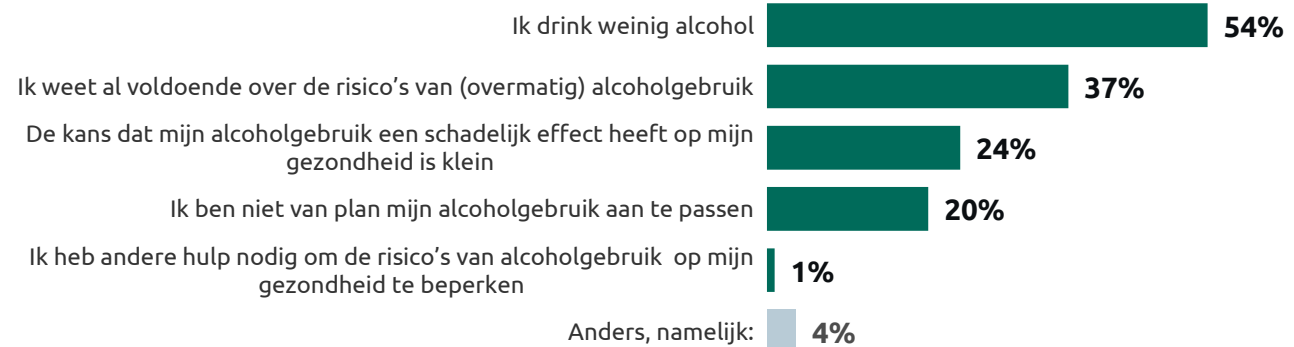 Ik drink weinig alcohol 54%
Ik weet al voldoende over de risico’s van (overmatig) alcoholgebruik 37%
De kans dat mijn alcoholgebruik een schadelijk effect heeft op mijn
gezondheid is klein 24%
Ik ben niet van plan mijn alcoholgebruik aan te passen 20%
Ik heb andere hulp nodig om de risico’s van alcoholgebruik  op mijn
gezondheid te beperken 1%
Anders, namelijk: 4%